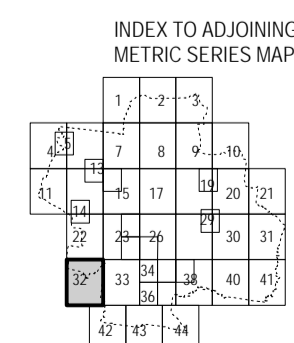 INDEX TO ADJOINING
METRIC SERIES MAP
1 2 3
4 5 7 8 9 10
13
11 15 17 19 20 21
14
22 23 26 29 30 31
32 33 34 38 40 41
36
42 43 44